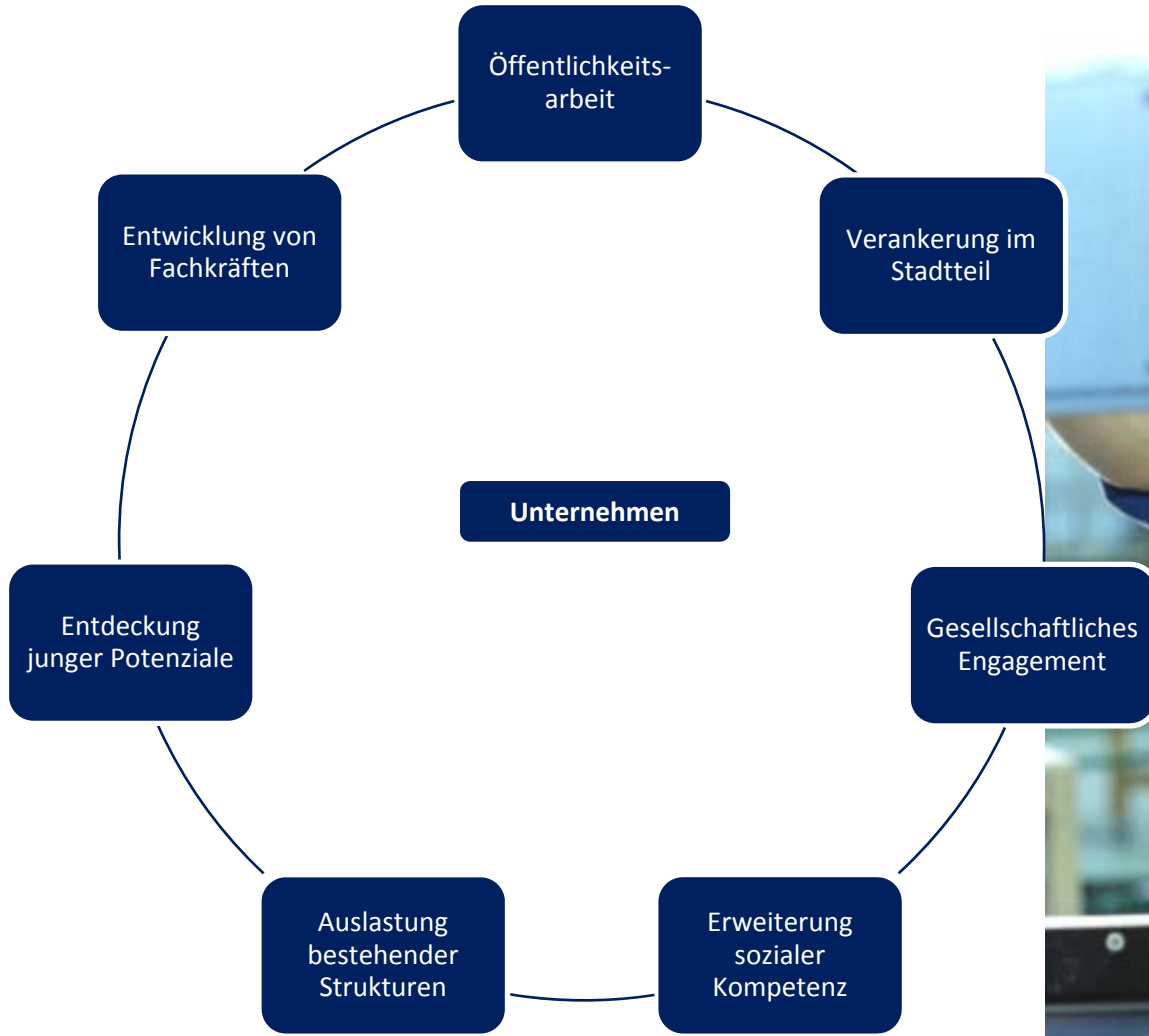 Öffentlichkeits-
arbeit
Verankerung im
Stadtteil
Gesellschaftliches
Engagement
Erweiterung
sozialer
Kompetenz
Auslastung
bestehender
Strukturen
Entdeckung
junger Potenziale
Entwicklung von
Fachkräften
Unternehmen